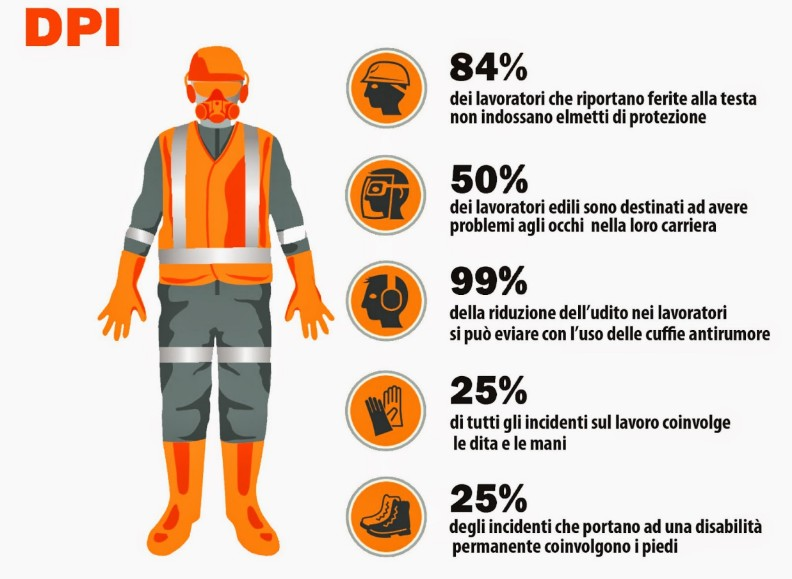 DPI
84%
dei lavoratori che riportano ferite alla testa
non indossano elmetti di protezione
50%
dei lavoratori edili sono destinati ad avere
problemi agli occhi nella loro carriera
99%
della riduzione dell'udito nei lavoratori
si può eviare con l'uso delle cuffie antirumore
25%
di tutti gli incidenti sul lavoro coinvolge
le dita e le mani
25%
degli incidenti che portano ad una disabilità
permanente coinvolgono i piedi